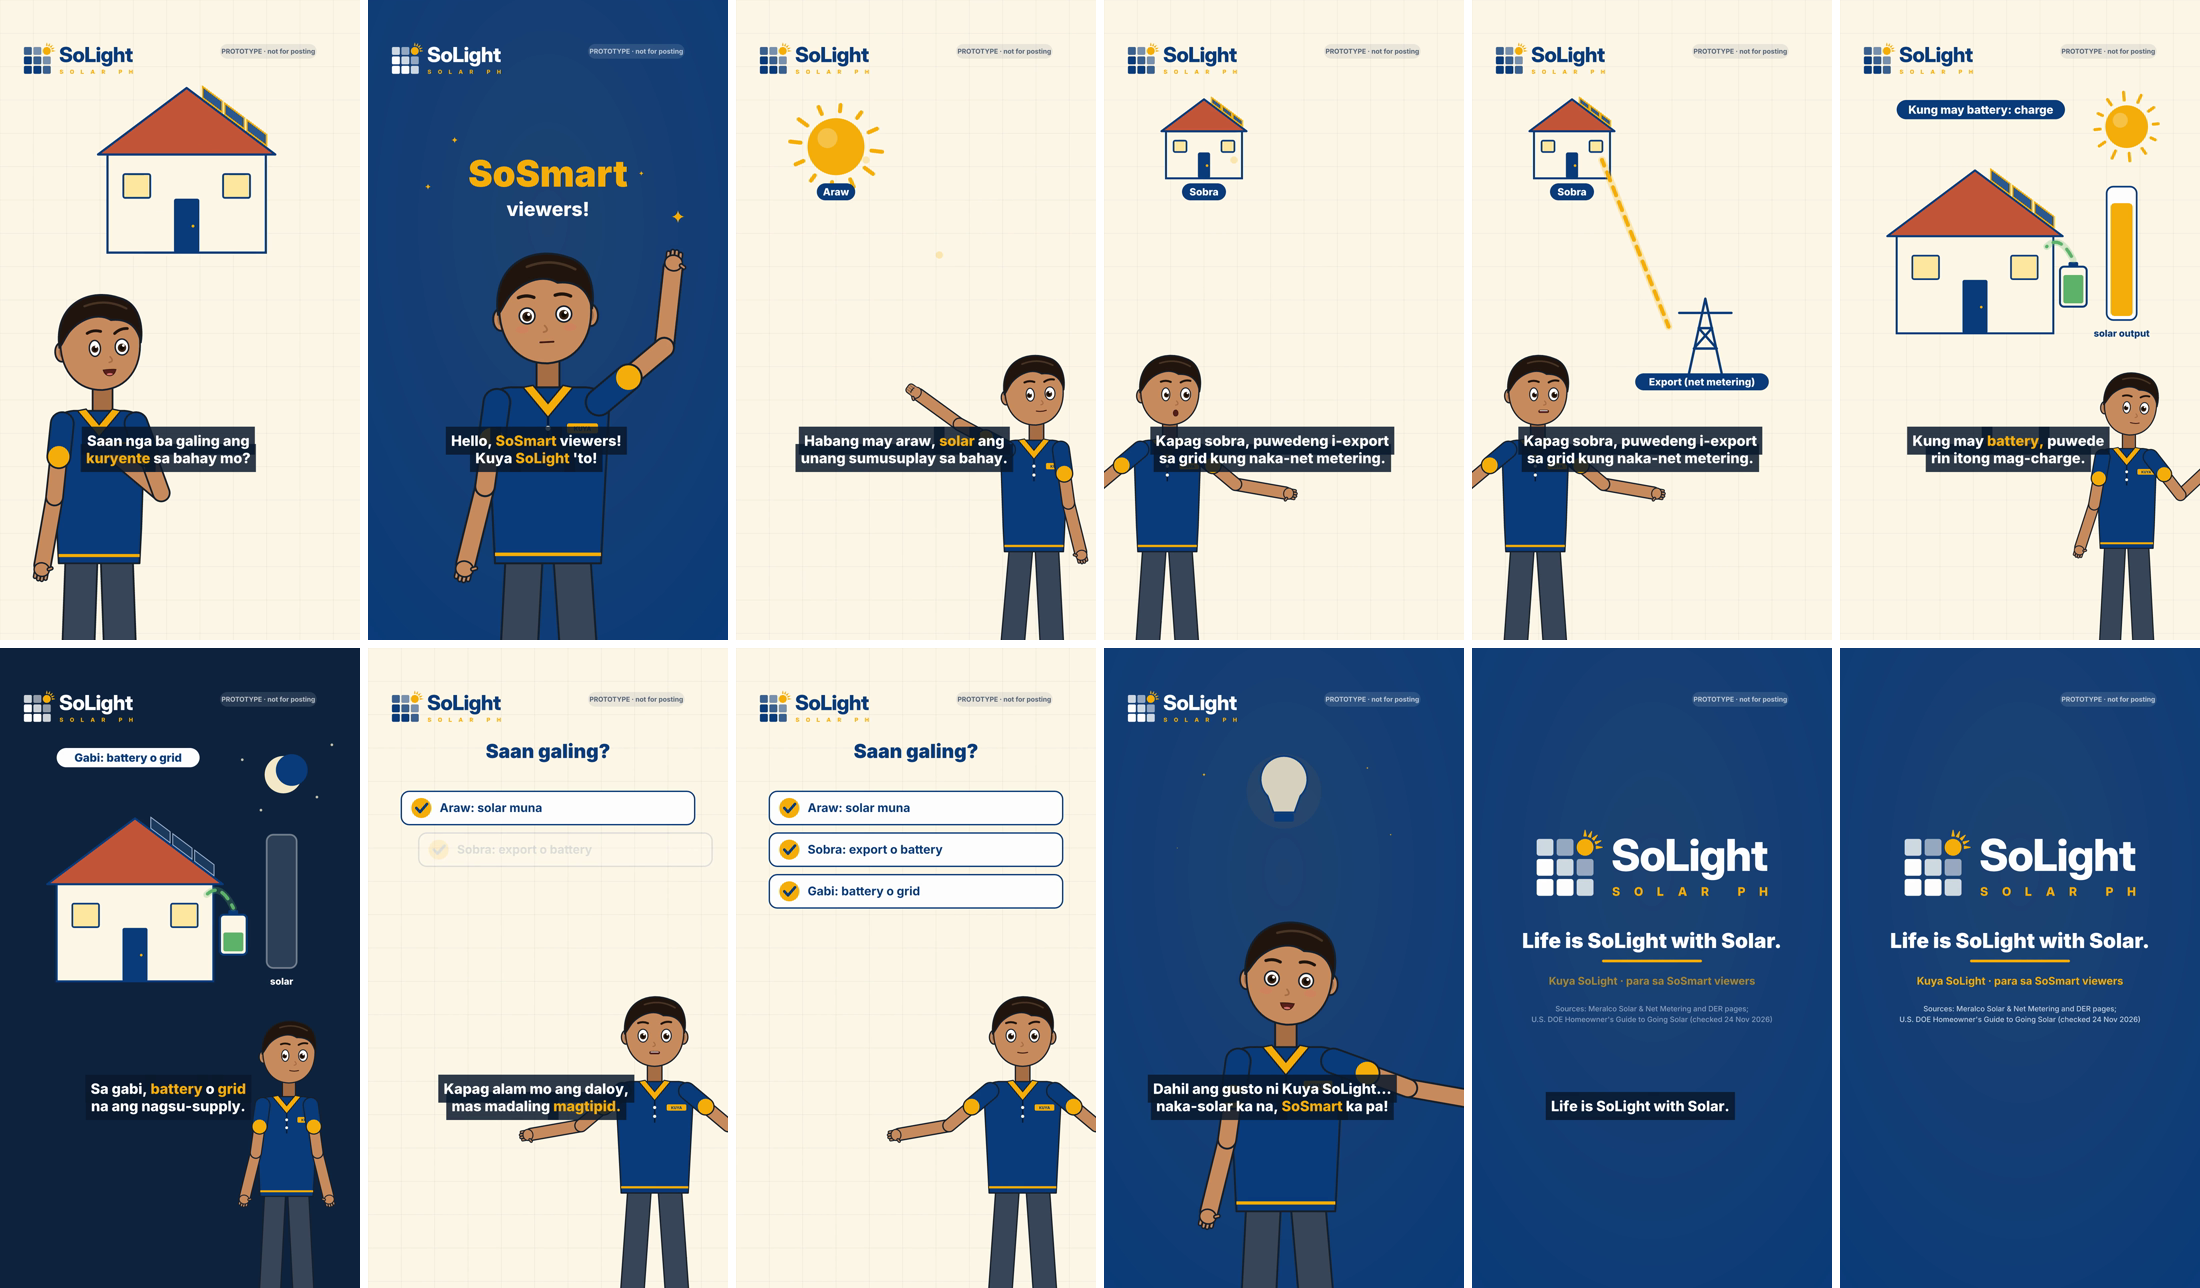 SoLight
SOLAR PH
PROTOTYPE - not for posting
Saan nga ba galing ang
kuryente sa bahay mo?
SoLight
SOLAR PH
PROTOTYPE - not for posting
SoSmart
viewers!
Hello, SoSmart viewers!
Kuya SoLight 'to!
SoLight
SOLAR PH
PROTOTYPE - not for posting
Araw
Habang may araw, solar ang
unang sumusuplay sa bahay.
SoLight
SOLAR PH
PROTOTYPE - not for posting
Sobra
Kapag sobra, puwedeng i-export
sa grid kung naka-net metering.
SoLight
SOLAR PH
PROTOTYPE - not for posting
Sobra
Export (net metering)
Kapag sobra, puwedeng i-export
sa grid kung naka-net metering.
SoLight
SOLAR PH
PROTOTYPE - not for posting
Kung may battery: charge
solar output
Kung may battery, puwede
rin itong mag-charge.
SoLight
SOLAR PH
PROTOTYPE - not for posting
Gabi: battery o grid
solar
Sa gabi, battery o grid
na ang nagsu-supply.
SoLight
SOLAR PH
PROTOTYPE - not for posting
Saan galing?
Araw: solar muna
Sobra: export o battery
Kapag alam mo ang daloy,
mas madaling magtipid.
KUYA
SoLight
SOLAR PH
PROTOTYPE - not for posting
Saan galing?
Araw: solar muna
Sobra: export o battery
Gabi: battery o grid
KUYA
SoLight
SOLAR PH
PROTOTYPE - not for posting
Dahil ang gusto ni Kuya SoLight...
naka-solar ka na, SoSmart ka pa!
PROTOTYPE - not for posting
SoLight
SOLAR PH
Life is SoLight with Solar.
Kuya SoLight · para sa SoSmart viewers
Sources: Meralco Solar & Net Metering and DER pages;
U.S. DOE Homeowner's Guide to Going Solar (checked 24 Nov 2026)
Life is SoLight with Solar.
PROTOTYPE - not for posting
SoLight
SOLAR PH
Life is SoLight with Solar.
Kuya SoLight · para sa SoSmart viewers
Sources: Meralco Solar & Net Metering and DER pages;
U.S. DOE Homeowner's Guide to Going Solar (checked 24 Nov 2026)